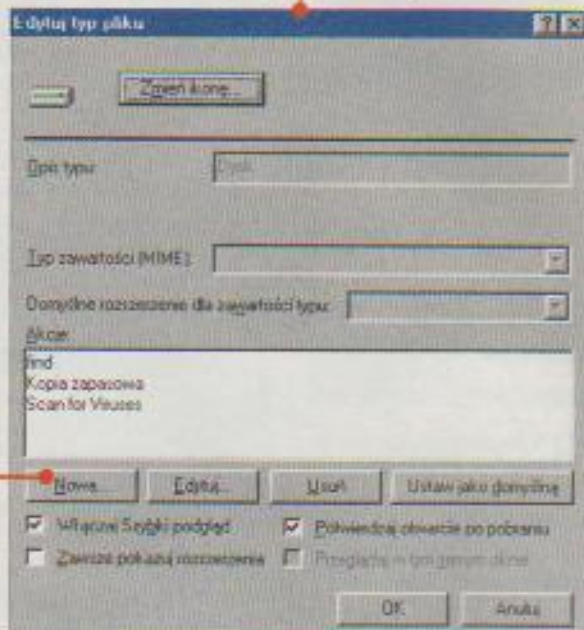 Edytuj typ pliku
Zmień ikonę...
Opis typu:
Dysk
Typ zawartości (MIME):
Domyślne rozszerzenie dla zawartości typu:
Akcje:
find
Kopia zapasowa
Scan for Viruses
Nowa... Edytuj... Usuń Ustaw jako domyślną
Włączaj Szybki podgląd Potwierdzaj otwarcie po pobraniu
Zawsze pokazuj rozszerzenie Przeglądaj w tym samym oknie
OK Anuluj